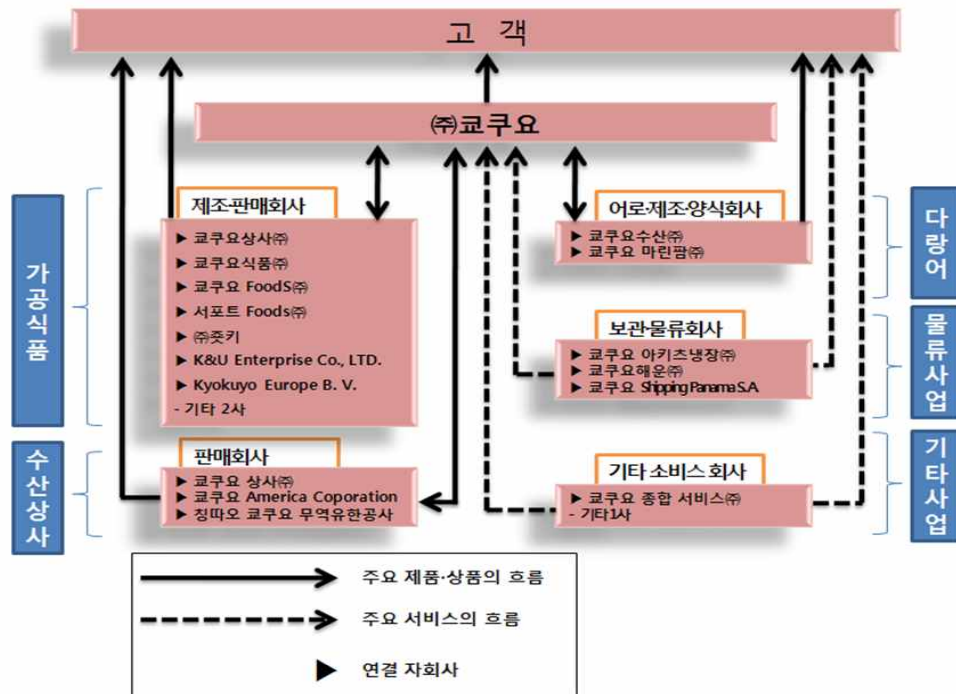 고 객
㈜쿄쿠요
제조·판매회사
▶ 쿄쿠요상사㈜
▶ 쿄쿠요식품㈜
▶ 쿄쿠요 FoodS㈜
▶ 서포트 Foods㈜
▶ ㈜죳키
▶ K&U Enterprise Co., LTD.
▶ Kyokuyo Europe B. V.
- 기타 2사
가공식품
판매회사
▶ 쿄쿠요 상사㈜
▶ 쿄쿠요 America Coporation
▶ 칭따오 쿄쿠요 무역유한공사
수산상사
어로·제조·양식회사
▶ 쿄쿠요수산㈜
▶ 쿄쿠요 마린팜㈜
다랑어
보관·물류회사
▶ 쿄쿠요 아키츠냉장㈜
▶ 쿄쿠요해운㈜
▶ 쿄쿠요 Shipping Panama S.A.
물류사업
기타 소비스 회사
▶ 쿄쿠요 종합 서비스㈜
- 기타1사
기타사업
주요 제품·상품의 흐름
주요 서비스의 흐름
▶ 연결 자회사